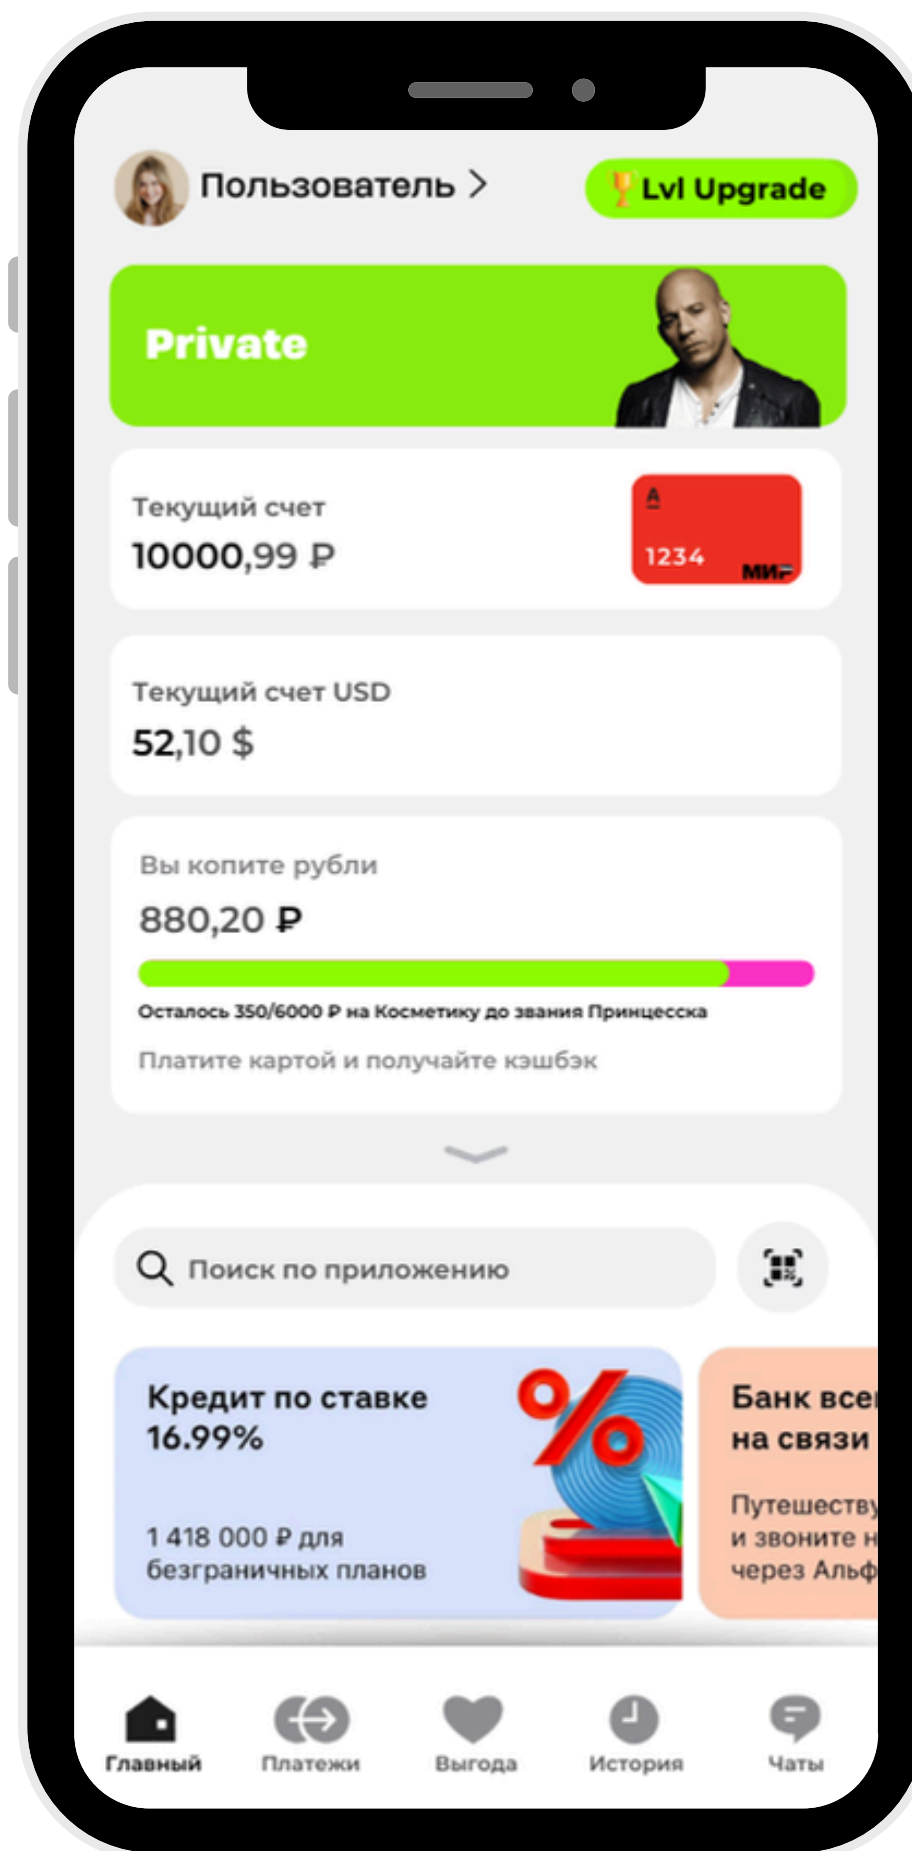 Пользователь >
🏆Lvl Upgrade
Private
Текущий счет
10000,99 ₽
A
1234
МИР
Текущий счет USD
52,10 $
Вы копите рубли
880,20 ₽
Осталось 350/6000 ₽ на Косметику до звания Принцесска
Платите картой и получайте кэшбэк
Поиск по приложению
Кредит по ставке
16.99%
1 418 000 ₽ для
безграничных планов
Банк все
на связи
Путешеству
и звоните н
через Альф
Главный
Платежи
Выгода
История
Чаты